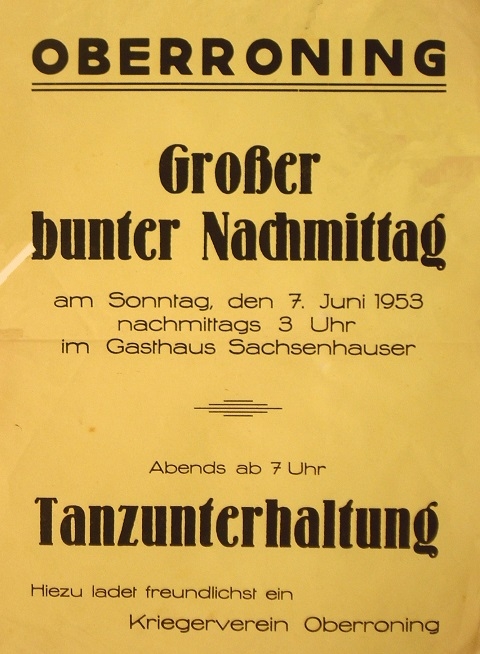 OBERRONING
Großer
bunter Nachmittag
am Sonntag, den 7. Juni 1953
nachmittags 3 Uhr
im Gasthaus Sachsenhauser
Abends ab 7 Uhr
Tanzunterhaltung
Hiezu ladet freundlichst ein
Kriegerverein Oberroning